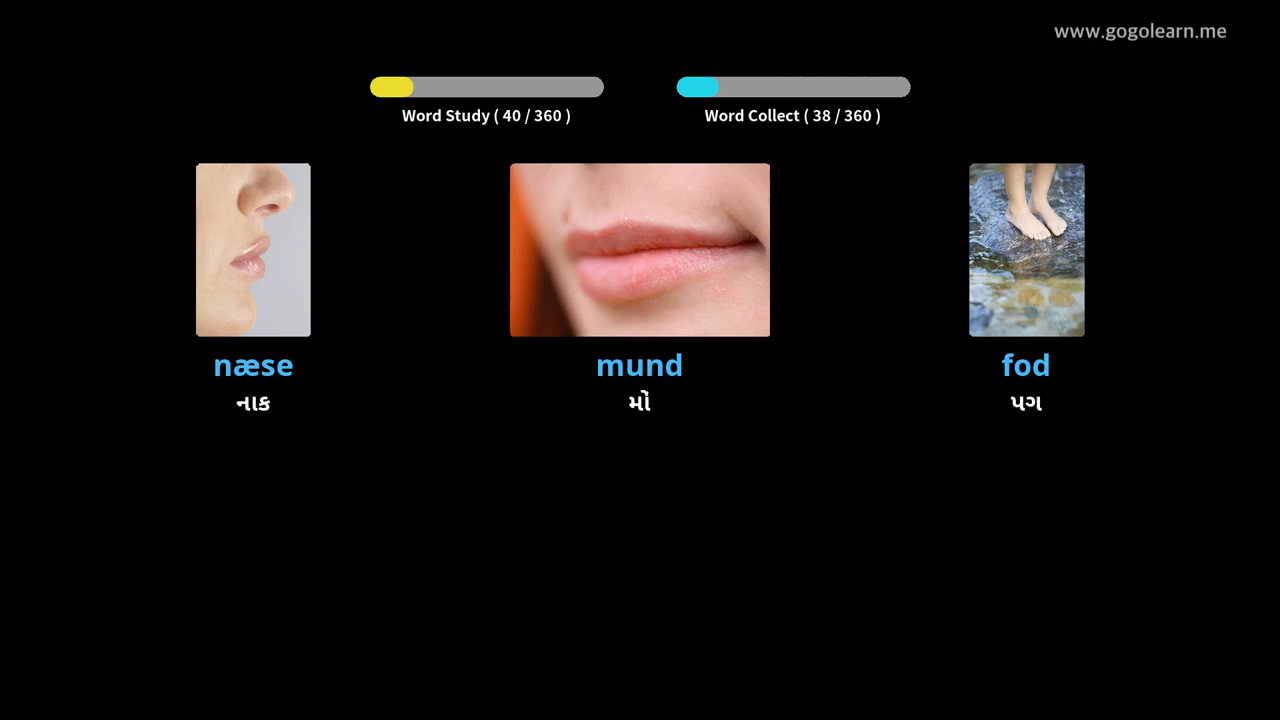 www.gogolearn.me
Word Study ( 40 / 360 )
Word Collect ( 38 / 360 )
næse
mund
fod
નાક
મોં
પગ